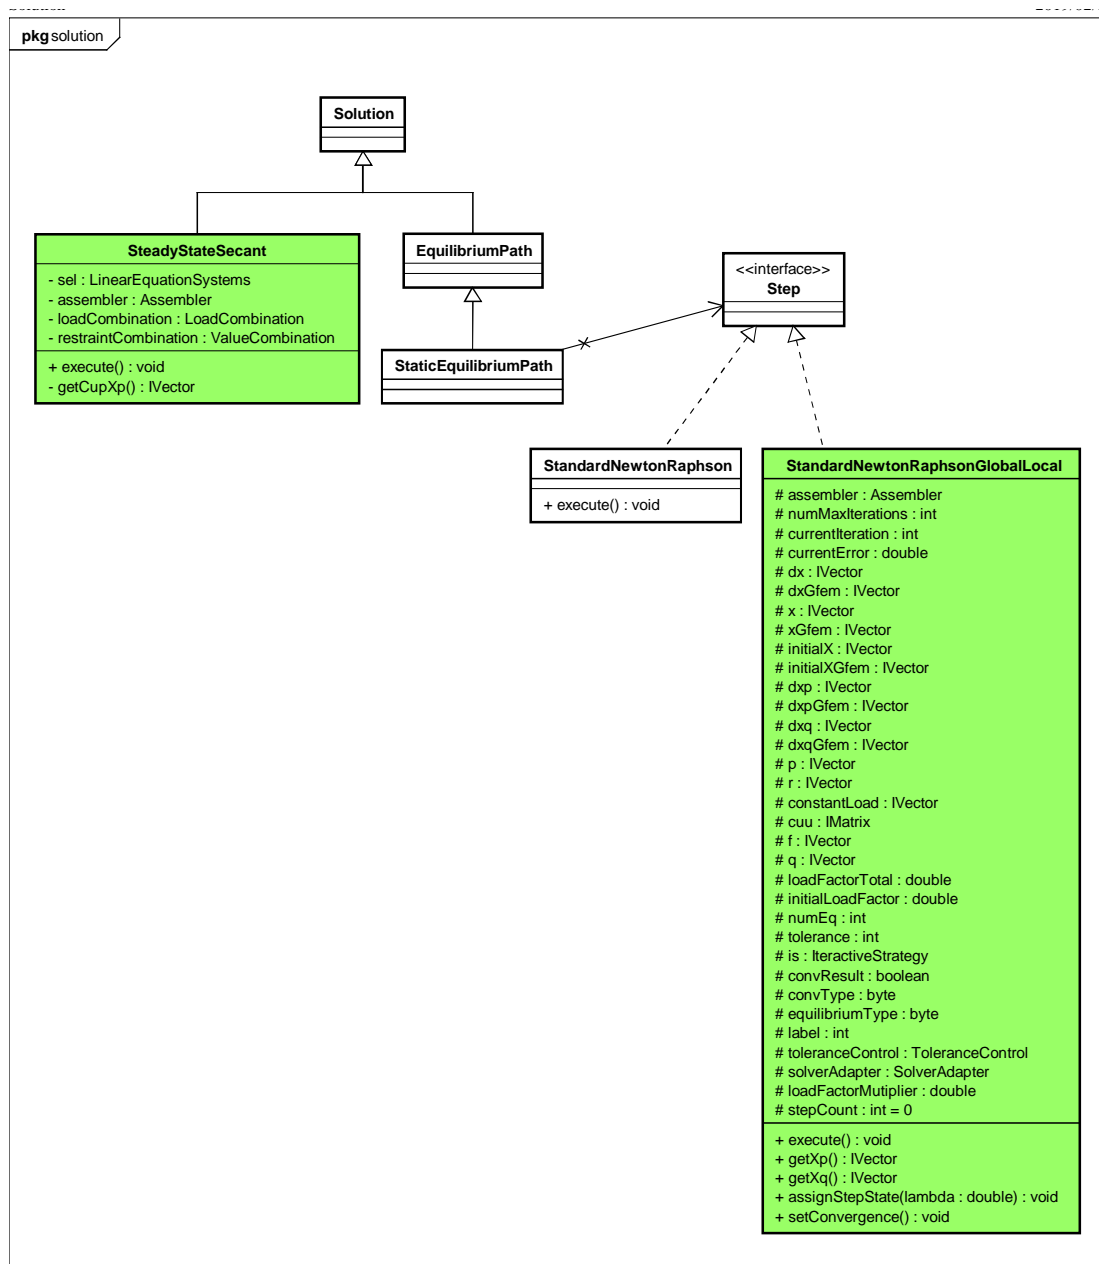 pkg solution
Solution
SteadyStateSecant
- sel : LinearEquationSystems
- assembler : Assembler
- loadCombination : LoadCombination
- restraintCombination : ValueCombination
+ execute() : void
- getCupXp() : IVector
EquilibriumPath
StaticEquilibriumPath
<<interface>>
Step
StandardNewtonRaphson
+ execute() : void
StandardNewtonRaphsonGlobalLocal
# assembler : Assembler
# numMaxIterations : int
# currentIteration : int
# currentError : double
# dx : IVector
# dxGfem : IVector
# x : IVector
# xGfem : IVector
# initialX : IVector
# initialXGfem : IVector
# dxp : IVector
# dxpGfem : IVector
# dxq : IVector
# dxqGfem : IVector
# p : IVector
# r : IVector
# constantLoad : IVector
# cuu : IMatrix
# f : IVector
# q : IVector
# loadFactorTotal : double
# initialLoadFactor : double
# numEq : int
# tolerance : int
# is : IteractiveStrategy
# convResult : boolean
# convType : byte
# equilibriumType : byte
# label : int
# toleranceControl : ToleranceControl
# solverAdapter : SolverAdapter
# loadFactorMutiplier : double
# stepCount : int = 0
+ execute() : void
+ getXp() : IVector
+ getXq() : IVector
+ assignStepState(lambda : double) : void
+ setConvergence() : void